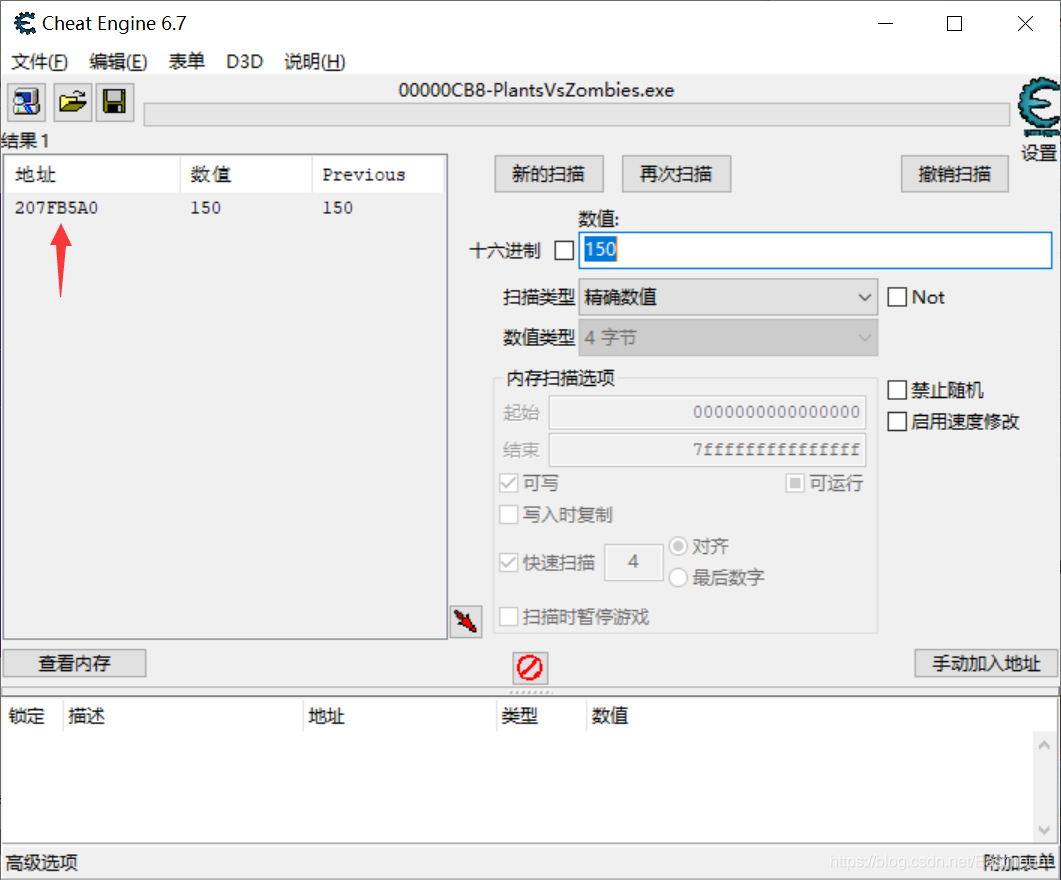 Cheat Engine 6.7
文件(F) 编辑(E) 表单 D3D 说明(H)
00000CB8-PlantsVsZombies.exe
设置
结果 1
地址 数值 Previous
207FB5A0 150 150
新的扫描 再次扫描 撤销扫描
数值:
十六进制 150
扫描类型 精确数值 Not
数值类型 4 字节
内存扫描选项
起始 0000000000000000
结束 7fffffffffffffff
可写 可运行
写入时复制
快速扫描 4 对齐
最后数字
扫描时暂停游戏
禁止随机
启用速度修改
查看内存 手动加入地址
锁定 描述 地址 类型 数值
高级选项 附加表单
https://blog.csdn.net/